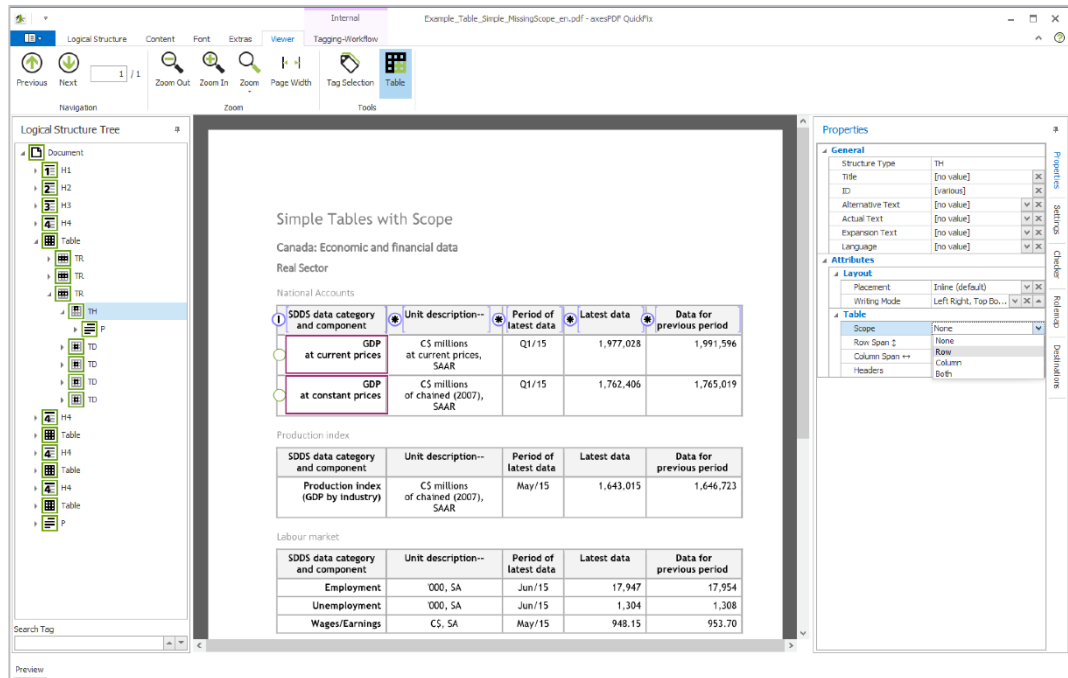 Internal
Example_Table_Simple_MissingScope_en.pdf - axesPDF QuickFix
Logical Structure Content Font Extras Viewer Tagging-Workflow
1 / 1
Previous Next Zoom Out Zoom In Zoom Page Width Tag Selection Table
Navigation Zoom Tools
Logical Structure Tree
Document
H1
H2
H3
H4
Table
TR
TR
TR
TH
P
TD
TD
TD
TD
H4
Table
H4
Table
H4
Table
P
Search Tag
Preview
Simple Tables with Scope
Canada: Economic and financial data
Real Sector
National Accounts
SDDS data category Unit description-- Period of Latest data Data for
and component latest data previous period
GDP C$ millions Q1/15 1,977,028 1,991,596
at current prices at current prices,
SAAR
GDP C$ millions Q1/15 1,762,406 1,765,019
at constant prices of chained (2007),
SAAR
Production index
SDDS data category Unit description-- Period of Latest data Data for
and component latest data previous period
Production index C$ millions May/15 1,643,015 1,646,723
(GDP by industry) of chained (2007),
SAAR
Labour market
SDDS data category Unit description-- Period of Latest data Data for
and component latest data previous period
Employment '000, SA Jun/15 17,947 17,954
Unemployment '000, SA Jun/15 1,304 1,308
Wages/Earnings C$, SA May/15 948.15 953.70
Properties
General
Structure Type TH
Title [no value]
ID [various]
Alternative Text [no value]
Actual Text [no value]
Expansion Text [no value]
Language [no value]
Attributes
Layout
Placement Inline (default)
Writing Mode Left Right, Top Bo...
Table
Scope None
Row Span None
Row
Column Span Column
Headers Both
Properties
Settings
Checker
Rolemap
Destinations